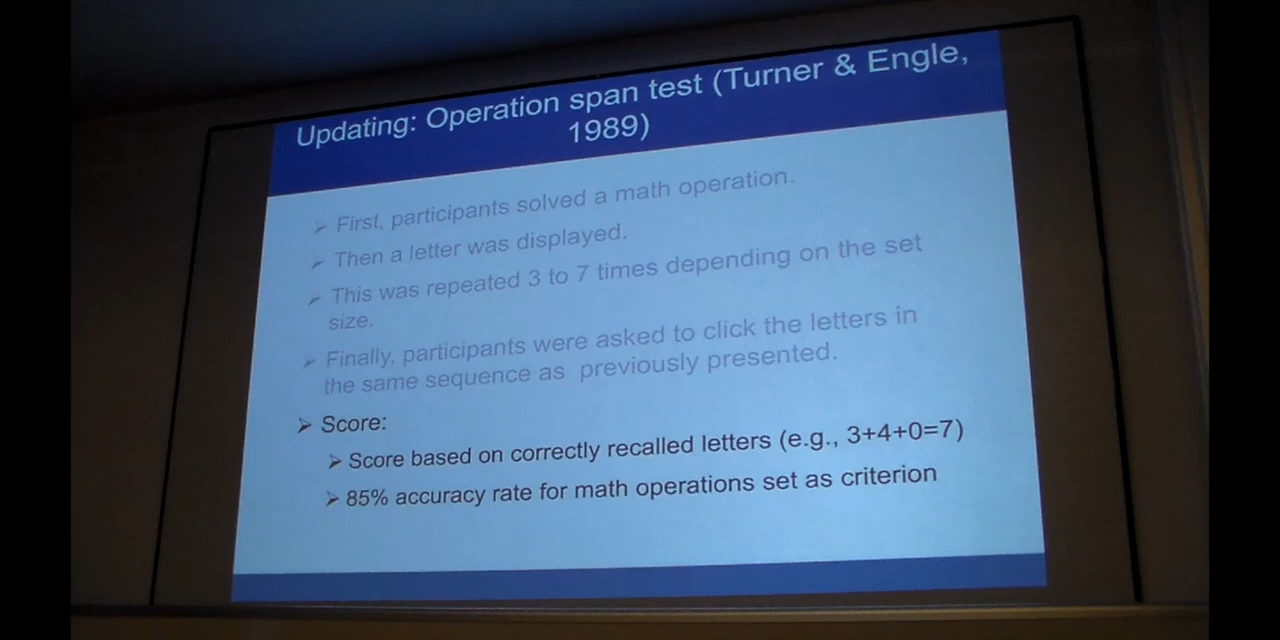 Updating: Operation span test (Turner & Engle,
1989)
First, participants solved a math operation.
Then a letter was displayed.
This was repeated 3 to 7 times depending on the set
size.
Finally, participants were asked to click the letters in
the same sequence as previously presented.
Score:
Score based on correctly recalled letters (e.g., 3+4+0=7)
85% accuracy rate for math operations set as criterion